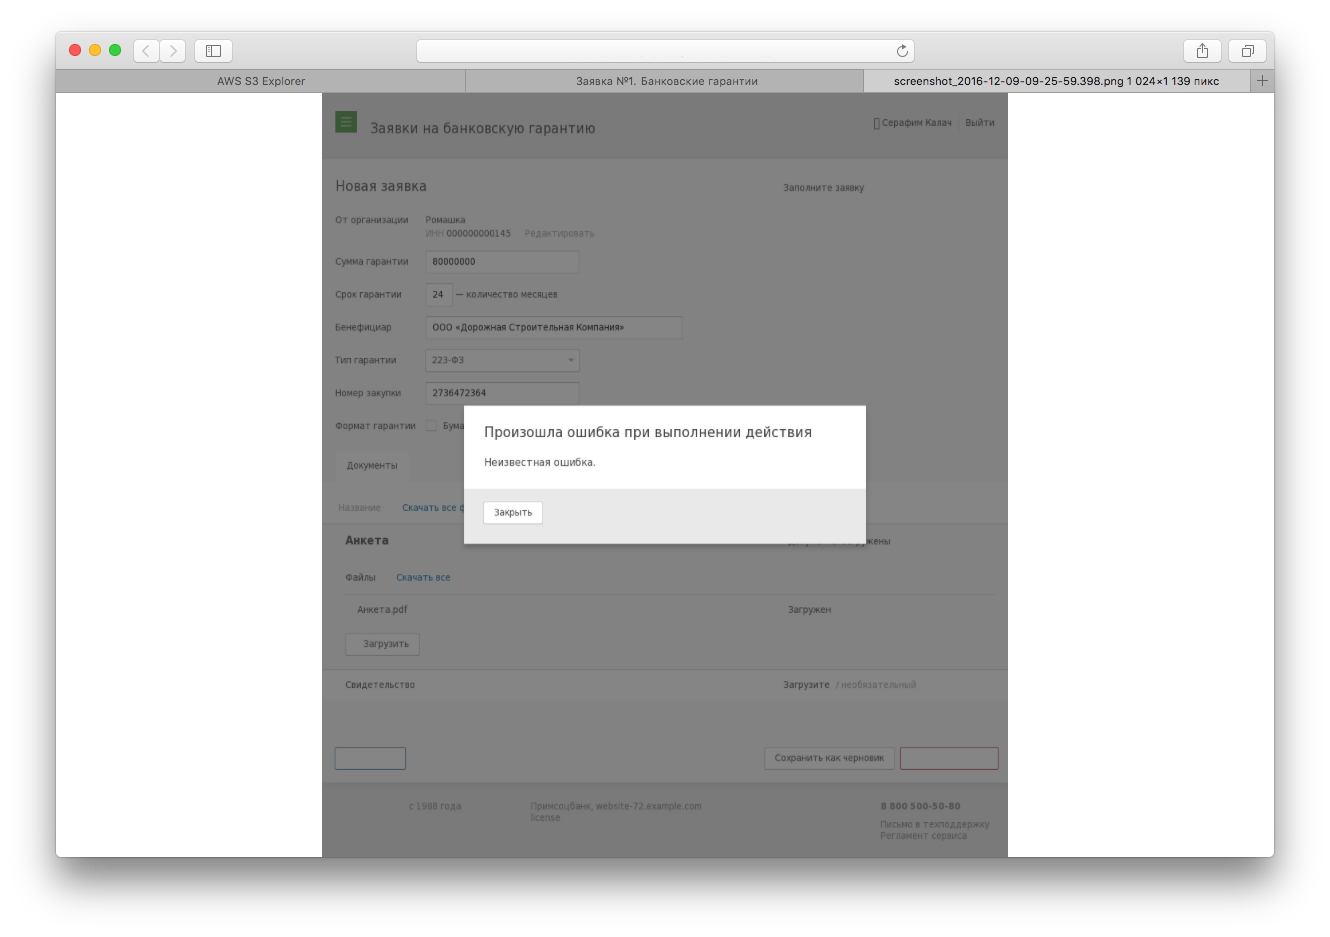 AWS S3 Explorer
Заявка №1. Банковские гарантии
screenshot_2016-12-09-09-25-59.398.png 1 024×1 139 пикс
Заявки на банковскую гарантию
Серафим Калач
Выйти
Новая заявка
Заполните заявку
От организации
Ромашка
ИНН 000000000145
Редактировать
Сумма гарантии
80000000
Срок гарантии
24 — количество месяцев
Бенефициар
ООО «Дорожная Строительная Компания»
Тип гарантии
223-ФЗ
Номер закупки
2736472364
Формат гарантии
Бума
Произошла ошибка при выполнении действия
Неизвестная ошибка.
Закрыть
Документы
Название
Скачать все
Анкета
Файлы
Скачать все
Анкета.pdf
Загружен
Загрузить
Свидетельство
Загрузите / необязательный
Сохранить как черновик
с 1988 года
Примсоцбанк, website-72.example.com
license
8 800 500-50-80
Письмо в техподдержку
Регламент сервиса